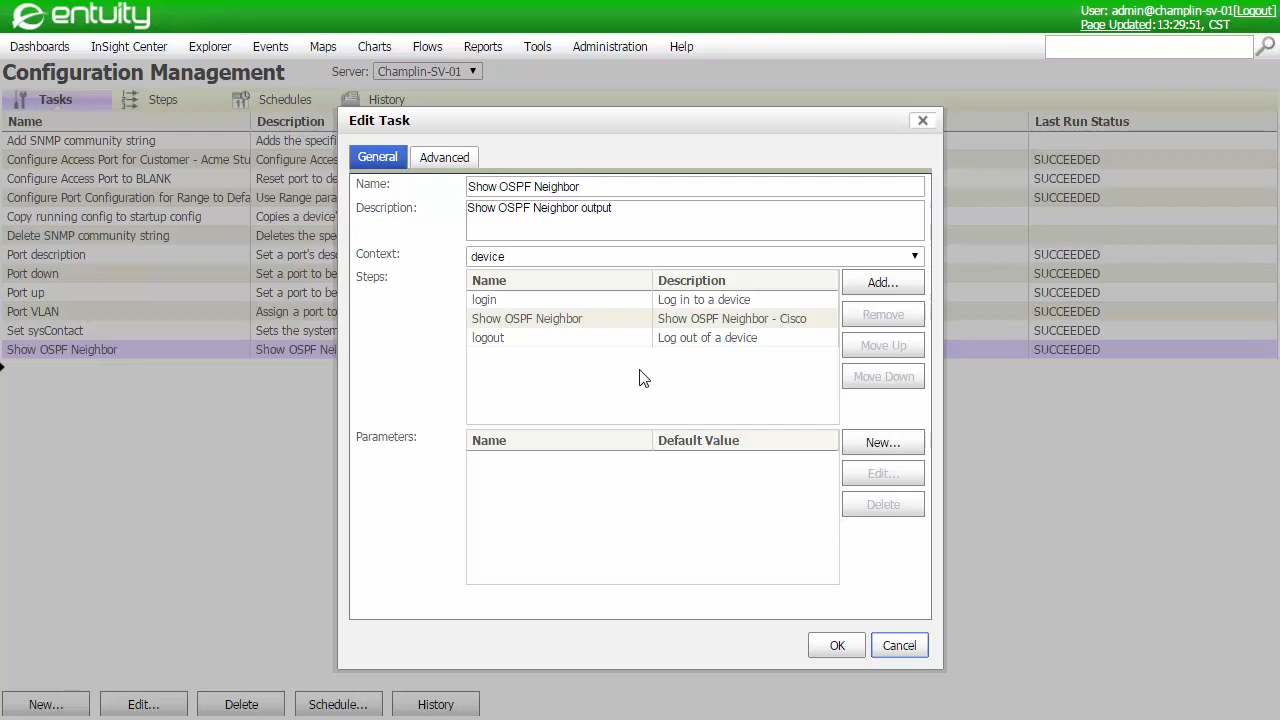 entuity
User: admin@champlin-sv-01[Logout]
Page Updated: 13:29:51, CST
Dashboards InSight Center Explorer Events Maps Charts Flows Reports Tools Administration Help
Configuration Management Server: Champlin-SV-01
Tasks Steps Schedules History
Name Description Last Run Status
Add SNMP community string Adds the specifi
Configure Access Port for Customer - Acme Stu Configure Acces SUCCEEDED
Configure Access Port to BLANK Reset port to de SUCCEEDED
Configure Port Configuration for Range to Defa Use Range para SUCCEEDED
Copy running config to startup config Copies a device'
Delete SNMP community string Deletes the spe
Port description Set a port's des SUCCEEDED
Port down Set a port to be SUCCEEDED
Port up Set a port to be SUCCEEDED
Port VLAN Assign a port to SUCCEEDED
Set sysContact Sets the system SUCCEEDED
Show OSPF Neighbor Show OSPF Nei SUCCEEDED
Edit Task
General Advanced
Name: Show OSPF Neighbor
Description: Show OSPF Neighbor output
Context: device
Steps: Name Description Add...
login Log in to a device
Show OSPF Neighbor Show OSPF Neighbor - Cisco Remove
logout Log out of a device Move Up
Move Down
Parameters: Name Default Value New...
Edit...
Delete
OK Cancel
New... Edit... Delete Schedule... History